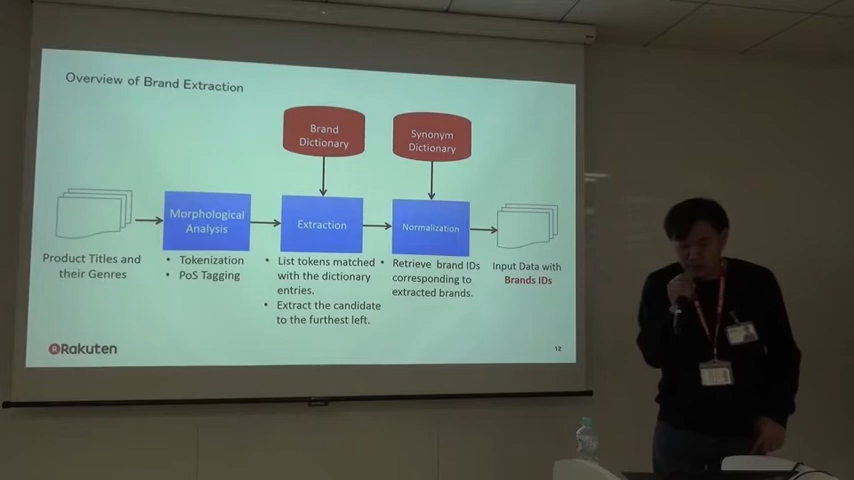 Overview of Brand Extraction
Brand
Dictionary
Synonym
Dictionary
Morphological
Analysis
Extraction
Normalization
Product Titles and
their Genres
• Tokenization
• PoS Tagging
• List tokens matched
with the dictionary
entries.
• Extract the candidate
to the furthest left.
• Retrieve brand IDs
corresponding to
extracted brands.
Input Data with
Brands IDs
R Rakuten
12